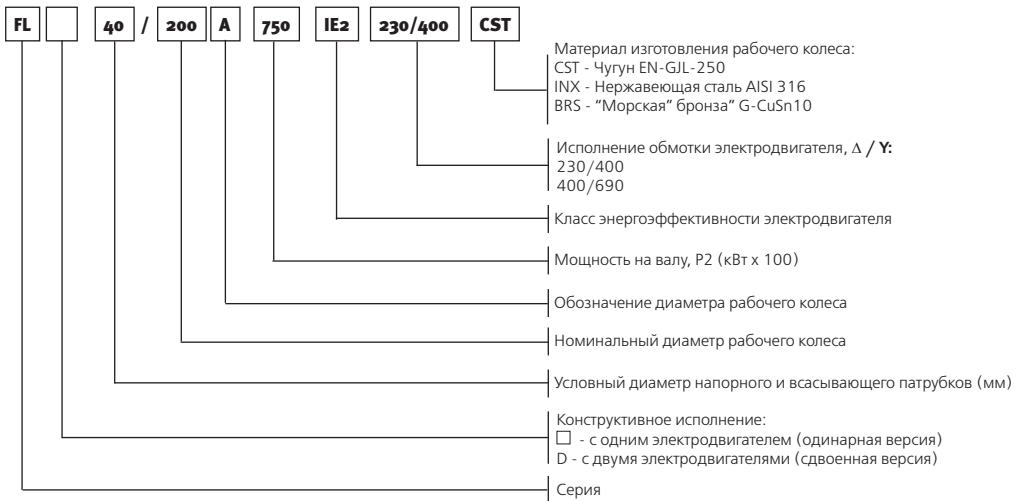 FL 40 / 200 A 750 IE2 230/400 CST
Материал изготовления рабочего колеса:
CST - Чугун EN-GJL-250
INX - Нержавеющая сталь AISI 316
BRS - “Морская” бронза G-CuSn10
Исполнение обмотки электродвигателя, Δ / Y:
230/400
400/690
Класс энергоэффективности электродвигателя
Мощность на валу, P2 (кВт x 100)
Обозначение диаметра рабочего колеса
Номинальный диаметр рабочего колеса
Условный диаметр напорного и всасывающего патрубков (мм)
Конструктивное исполнение:
□ - с одним электродвигателем (одинарная версия)
D - с двумя электродвигателями (сдвоенная версия)
Серия